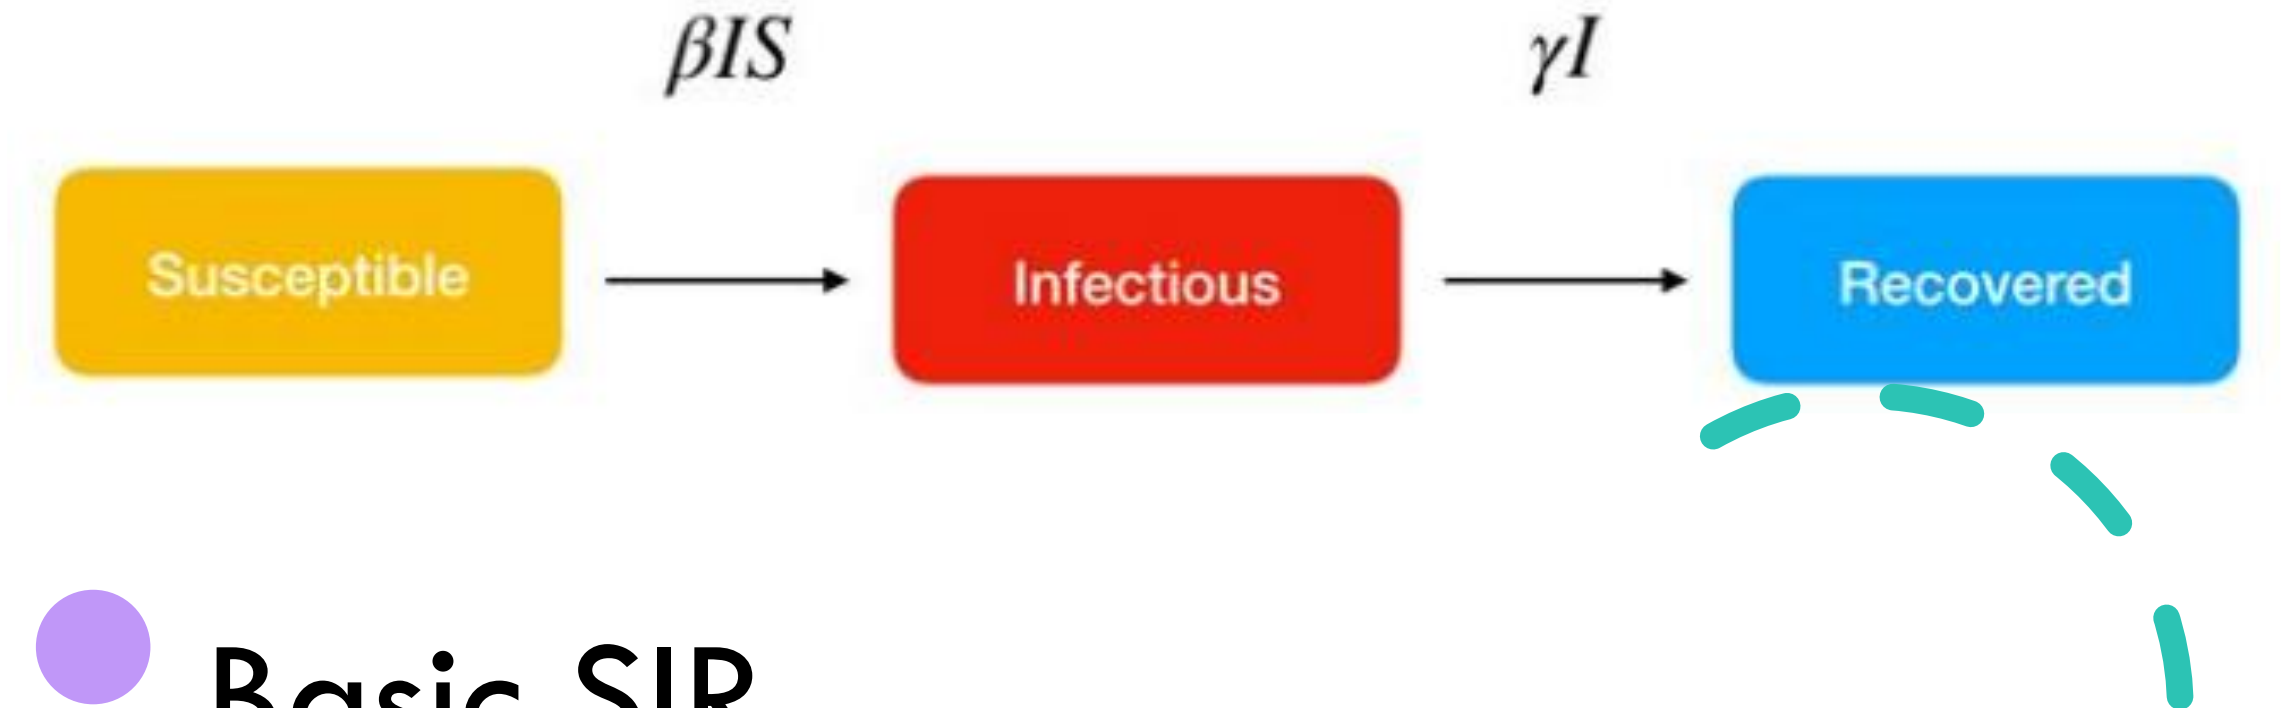 βIS γI
Susceptible Infectious Recovered
Basic SIR